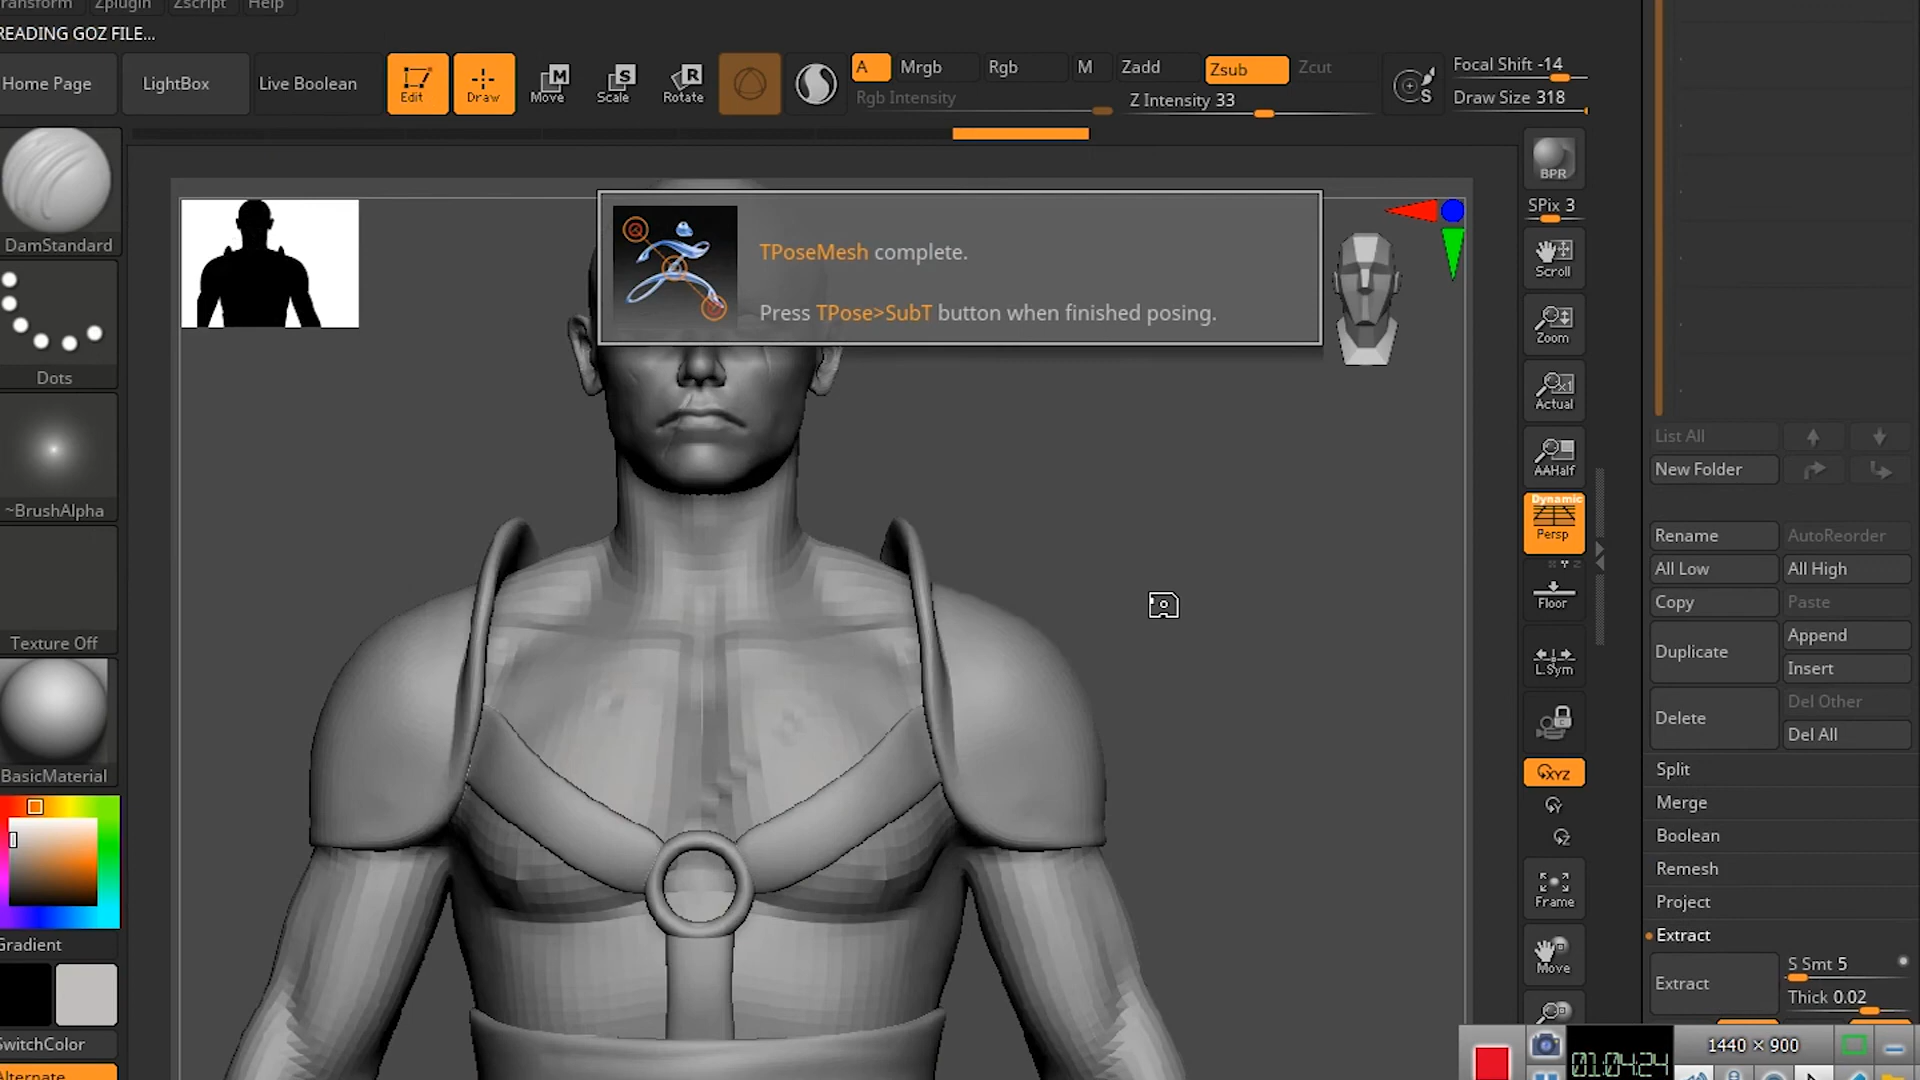 Transform Zplugin Zscript Help
READING GOZ FILE...
Home Page
LightBox
Live Boolean
Edit
Draw
Move
M
Scale
S
Rotate
R
A
Mrgb
Rgb
M
Zadd
Zsub
Zcut
Rgb Intensity
Z Intensity 33
S
Focal Shift -14
Draw Size 318
DamStandard
Dots
~BrushAlpha
Texture Off
BasicMaterial
Gradient
SwitchColor
Alternate
TPoseMesh complete.
Press TPose>SubT button when finished posing.
BPR
SPix 3
Scroll
Zoom
Actual
AAHalf
Dynamic
Persp
Floor
L.Sym
XYZ
Y
Z
Frame
Move
List All
New Folder
Rename
AutoReorder
All Low
All High
Copy
Paste
Duplicate
Append
Insert
Delete
Del Other
Del All
Split
Merge
Boolean
Remesh
Project
Extract
Extract
S Smt 5
Thick 0.02
01:04:24
1440 × 900